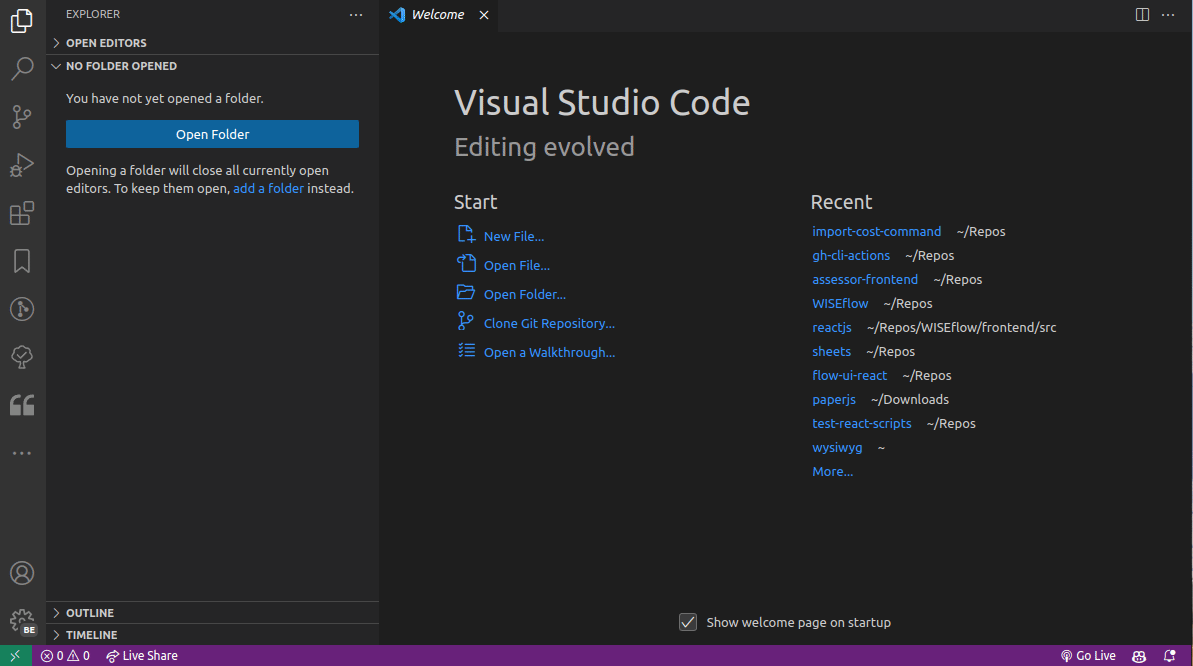 EXPLORER
OPEN EDITORS
NO FOLDER OPENED
You have not yet opened a folder.
Open Folder
Opening a folder will close all currently open
editors. To keep them open, add a folder instead.
OUTLINE
TIMELINE
BE
Welcome
Visual Studio Code
Editing evolved
Start
New File...
Open File...
Open Folder...
Clone Git Repository...
Open a Walkthrough...
Recent
import-cost-command ~/Repos
gh-cli-actions ~/Repos
assessor-frontend ~/Repos
WISEflow ~/Repos
reactjs ~/Repos/WISEflow/frontend/src
sheets ~/Repos
flow-ui-react ~/Repos
paperjs ~/Downloads
test-react-scripts ~/Repos
wysiwyg ~
More...
Show welcome page on startup
0 0 Live Share
Go Live